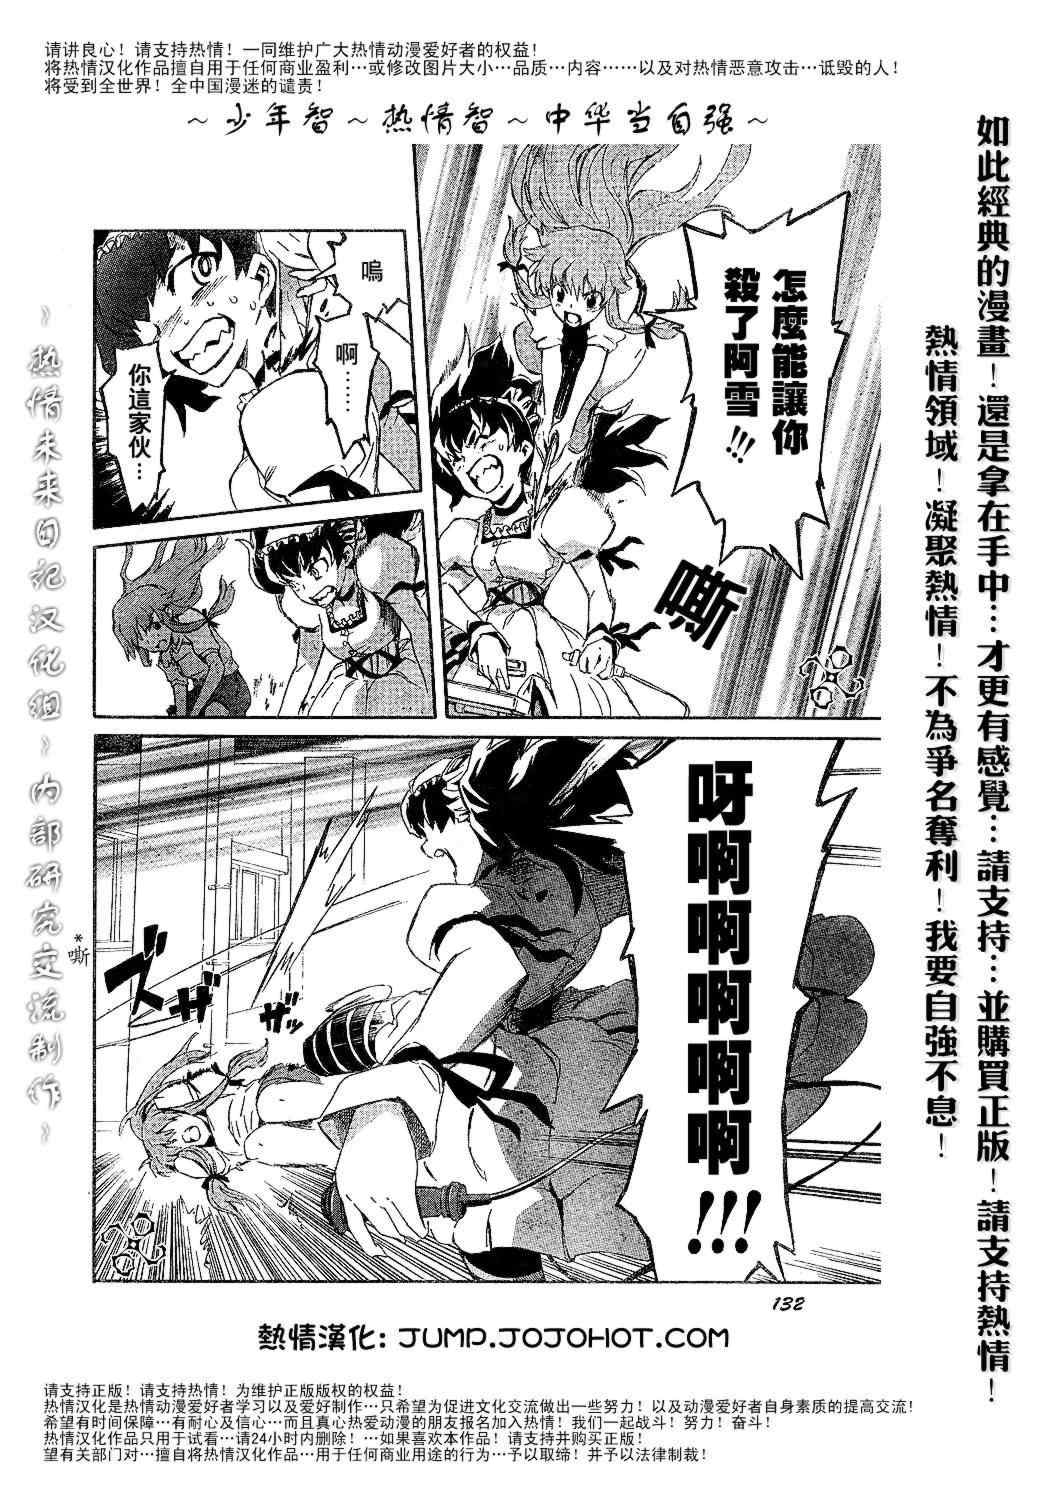 请讲良心！请支持热情！一同维护广大热情动漫爱好者的权益！
将热情汉化作品擅自用于任何商业盈利…或修改图片大小…品质…内容……以及对热情恶意攻击…诋毁的人！
将受到全世界！全中国漫迷的谴责！
～少年智～热情智～中华当自强～
如此經典的漫畫！還是拿在手中…才更有感覺…請支持…並購買正版！請支持熱情！
熱情領域！凝聚熱情！不為爭名奪利！我要自強不息！
怎麼能讓你
殺了阿雪!!!
嘶
嗚
啊……
你這家伙…
呀啊啊啊啊啊啊!!!
ズザザッ
ガッ
*嘶
～热情未来日记汉化组～内部研究交流制作～
132
熱情漢化: JUMP.JOJOHOT.COM
请支持正版！请支持热情！为维护正版版权的权益！
热情汉化是热情动漫爱好者学习以及爱好制作…只希望为促进文化交流做出一些努力！以及动漫爱好者自身素质的提高交流！
希望有时间保障…有耐心及信心…而且真心热爱动漫的朋友报名加入热情！我们一起战斗！努力！奋斗！
热情汉化作品只用于试看…请24小时内删除！…如果喜欢本作品！请支持并购买正版！
望有关部门对…擅自将热情汉化作品…用于任何商业用途的行为…予以取缔！并予以法律制裁！